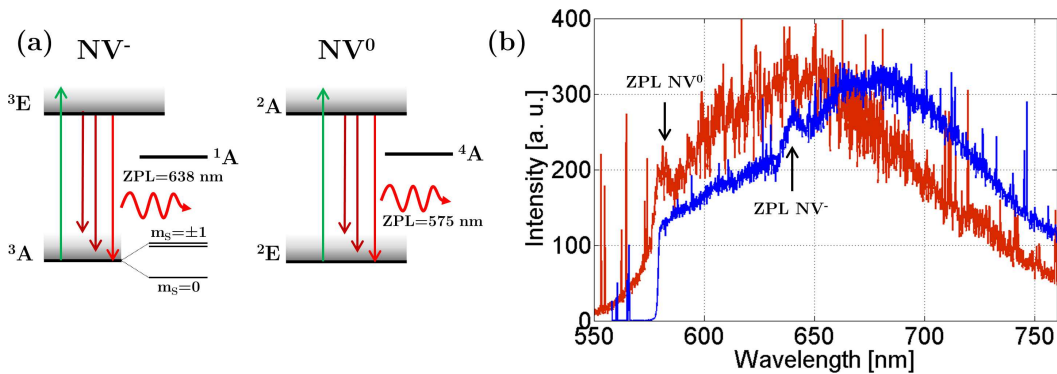 (a)
NV⁻
NV⁰
³E
¹A
ZPL=638 nm
³A
mₛ=±1
mₛ=0
²A
⁴A
ZPL=575 nm
²E
(b)
400
300
200
100
0
Intensity [a. u.]
ZPL NV⁰
ZPL NV⁻
550 600 650 700 750
Wavelength [nm]